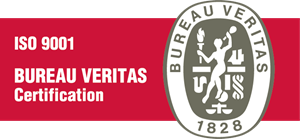 ISO 9001
BUREAU VERITAS
Certification
BUREAU VERITAS
1828